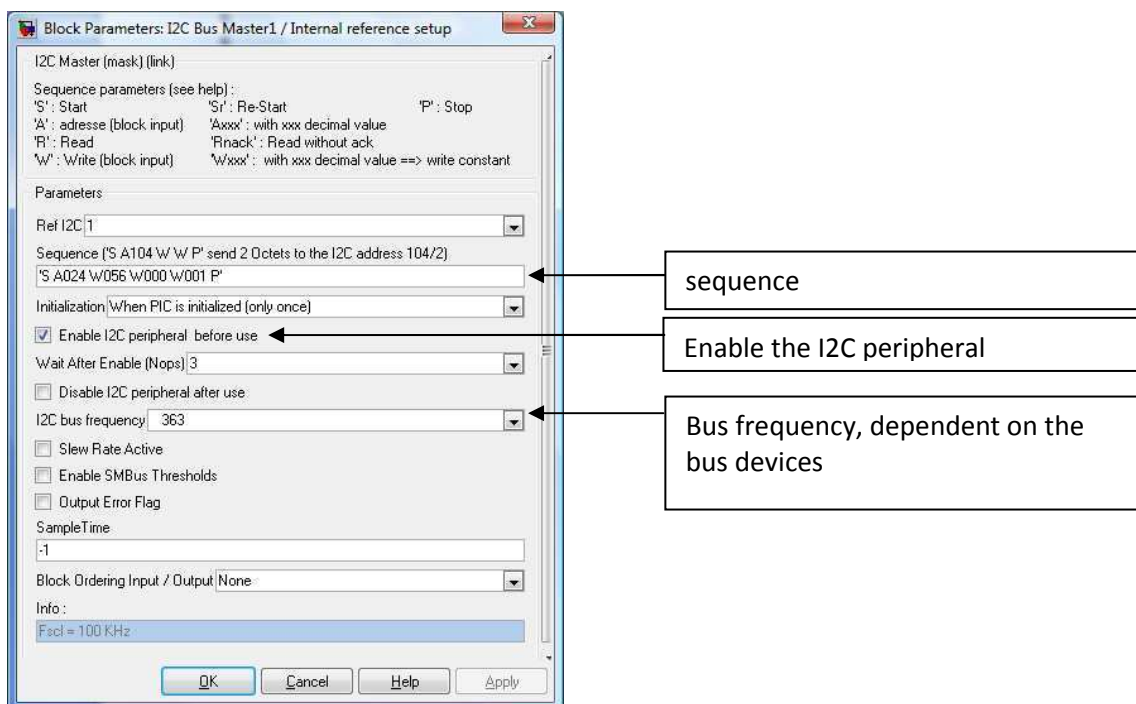 Block Parameters: I2C Bus Master1 / Internal reference setup
I2C Master (mask) (link)
Sequence parameters (see help) :
'S' : Start 'Sr' : Re-Start 'P' : Stop
'A' : adresse (block input) 'Axxx' : with xxx decimal value
'R' : Read 'Rnack' : Read without ack
'W' : Write (block input) 'Wxxx' : with xxx decimal value ==> write constant
Parameters
Ref I2C 1
Sequence ('S A104 W W P' send 2 Octets to the I2C address 104/2)
'S A024 W056 W000 W001 P'
sequence
Initialization When PIC is initialized (only once)
Enable I2C peripheral before use
Enable the I2C peripheral
Wait After Enable (Nops) 3
Disable I2C peripheral after use
I2C bus frequency 363
Bus frequency, dependent on the
bus devices
Slew Rate Active
Enable SMBus Thresholds
Output Error Flag
SampleTime
-1
Block Ordering Input / Output None
Info :
Fscl = 100 KHz
OK Cancel Help Apply